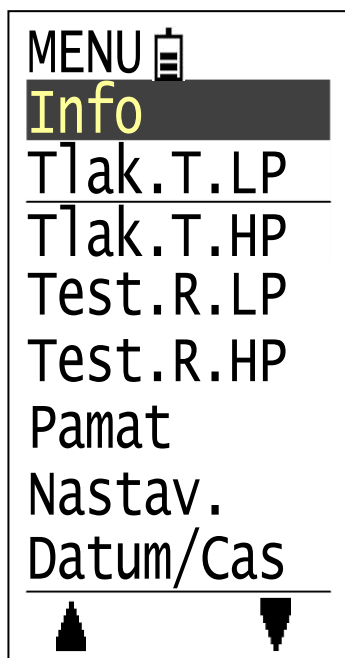 MENU
Info
Tlak.T.LP
Tlak.T.HP
Test.R.LP
Test.R.HP
Pamat
Nastav.
Datum/Cas